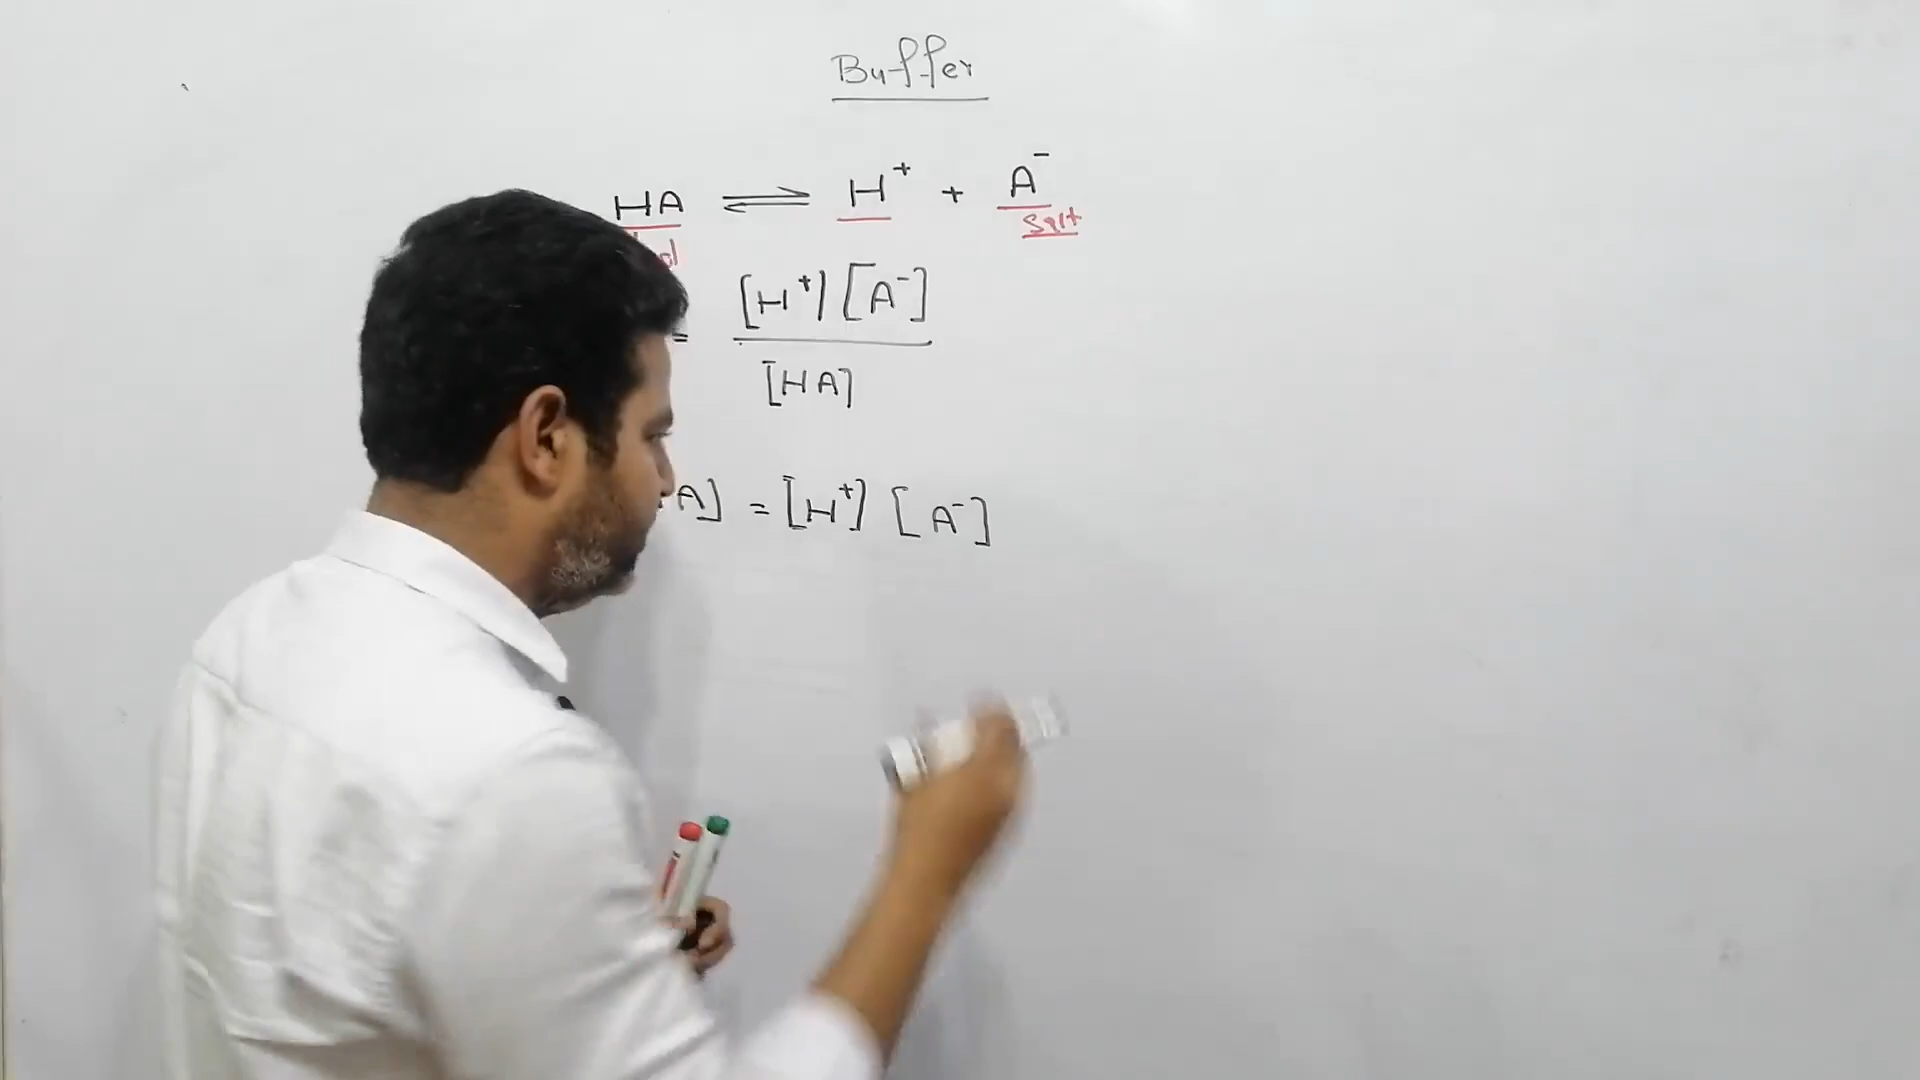 Buffer
HA ⇌ H⁺ + A⁻
Salt
= [H⁺] [A⁻]
[HA]
A] = [H⁺] [A⁻]